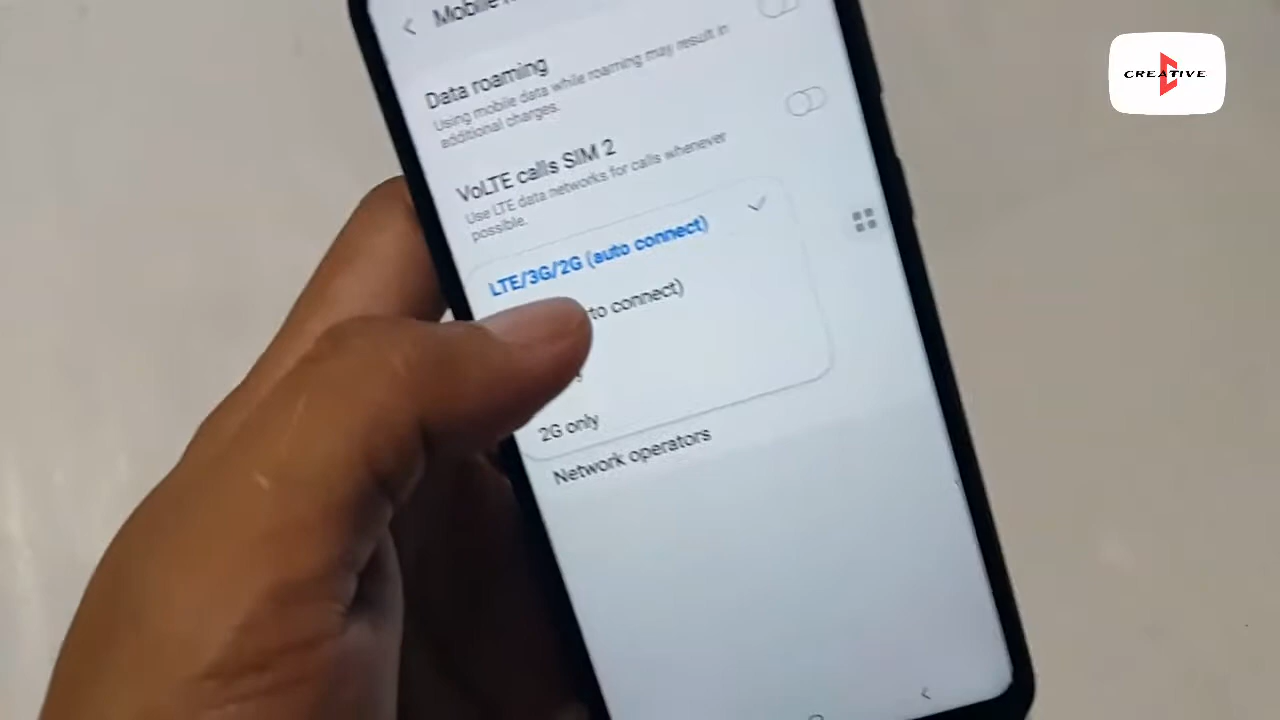 Mobile
CREATIVE
Data roaming
Using mobile data while roaming may result in
additional charges.
VoLTE calls SIM 2
Use LTE data networks for calls whenever
possible.
LTE/3G/2G (auto connect)
connect)
2G only
Network operators